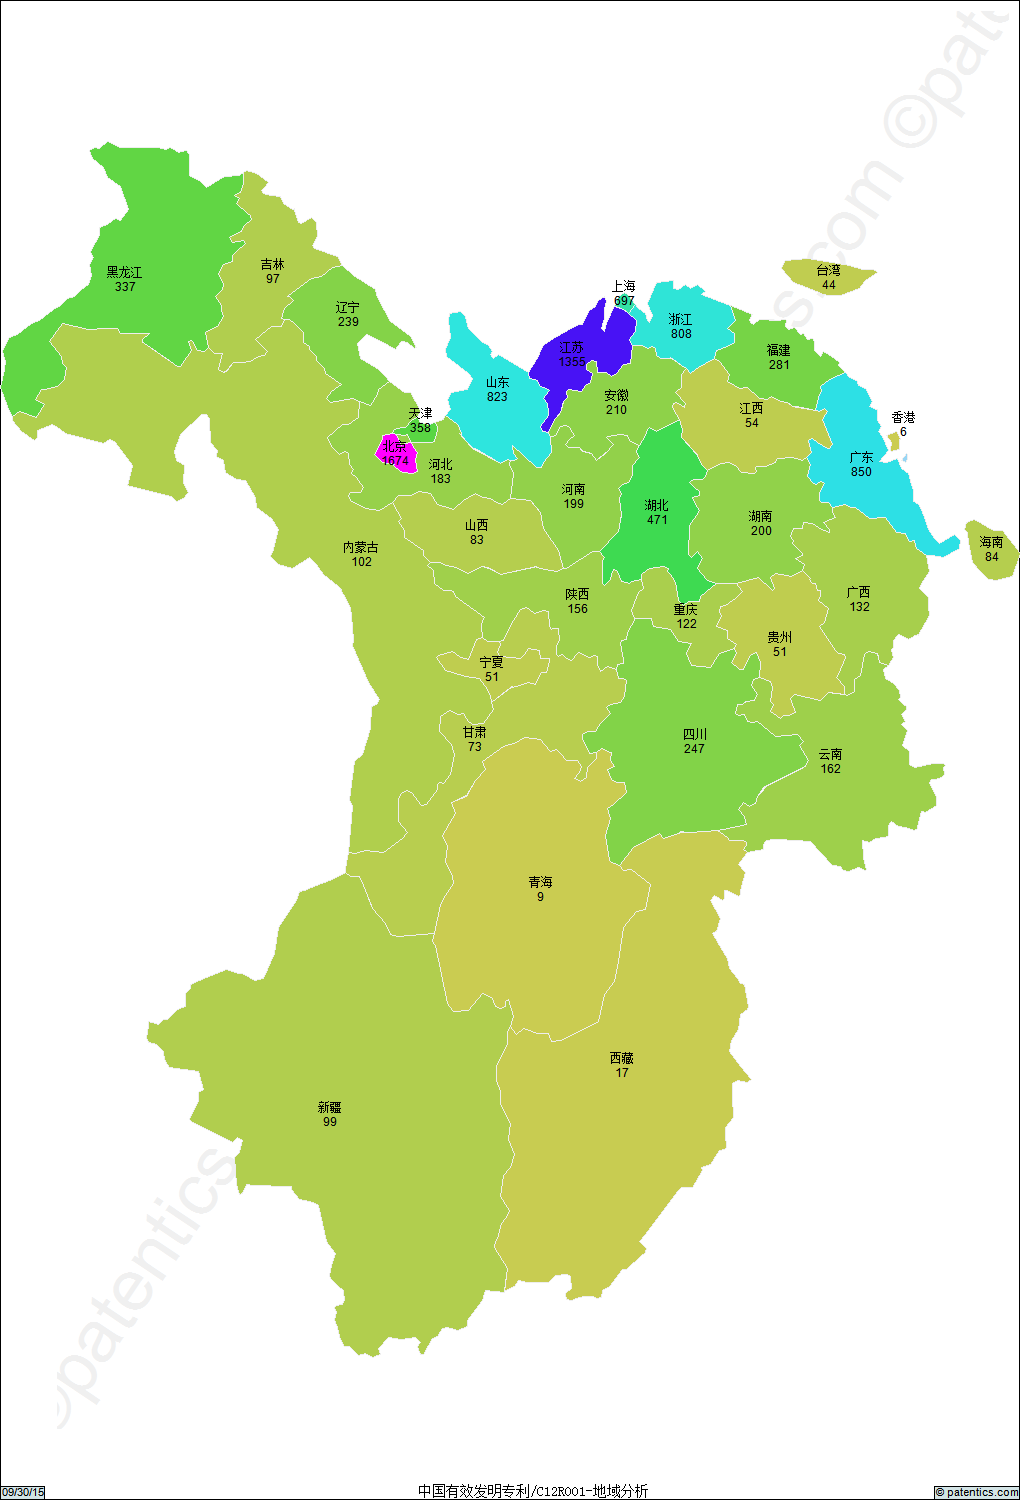 ©patentics.com ©patentics.com
黑龙江
337
吉林
97
辽宁
239
台湾
44
上海
697
浙江
808
江苏
1355
福建
281
山东
823
安徽
210
江西
54
天津
358
香港
6
北京
1674
河北
183
广东
850
河南
199
湖北
471
湖南
200
山西
83
海南
84
内蒙古
102
陕西
156
重庆
122
广西
132
贵州
51
宁夏
51
甘肃
73
四川
247
云南
162
青海
9
西藏
17
新疆
99
09/30/15
中国有效发明专利/C12R001-地域分析
© patentics.com